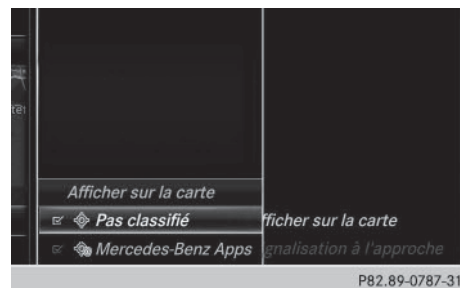 Afficher sur la carte
Pas classifié
fficher sur la carte
Mercedes-Benz Apps
gnalisation à l'approche
P82.89-0787-31